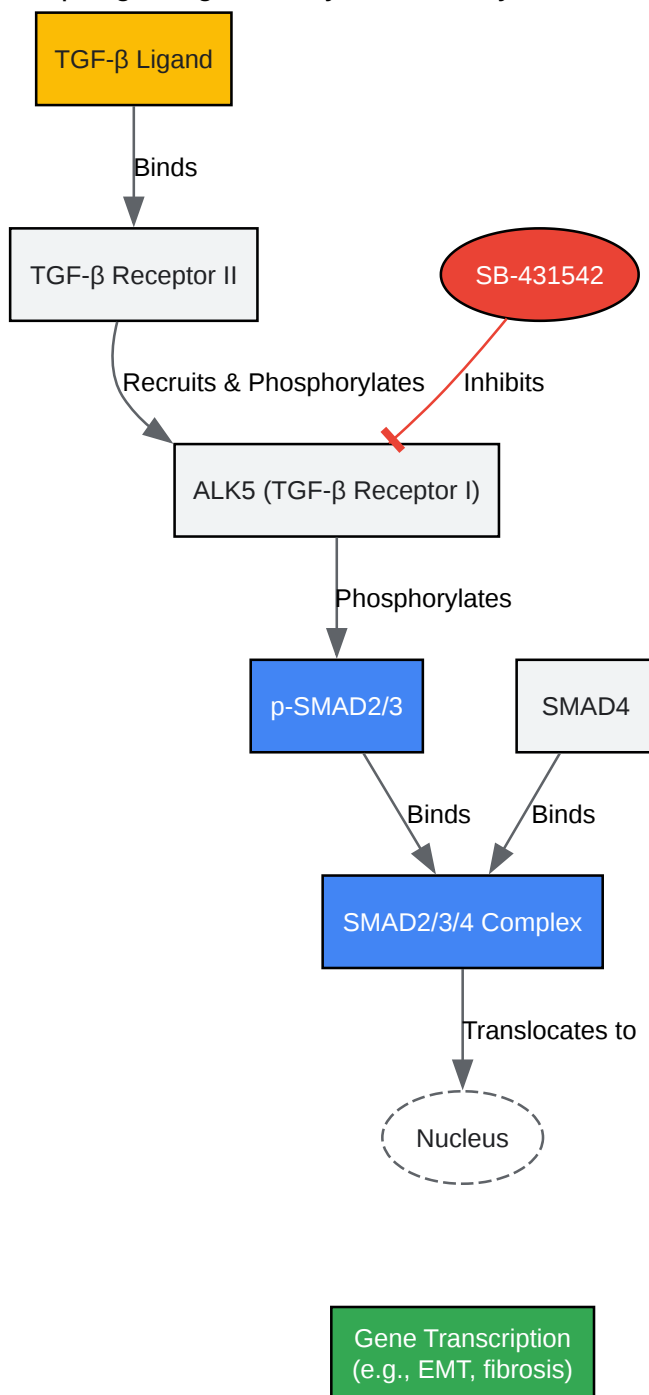 TGF-β Ligand
Binds
TGF-β Receptor II
SB-431542
Recruits & Phosphorylates
Inhibits
ALK5 (TGF-β Receptor I)
Phosphorylates
p-SMAD2/3
SMAD4
Binds
Binds
SMAD2/3/4 Complex
Translocates to
Nucleus
Gene Transcription
(e.g., EMT, fibrosis)